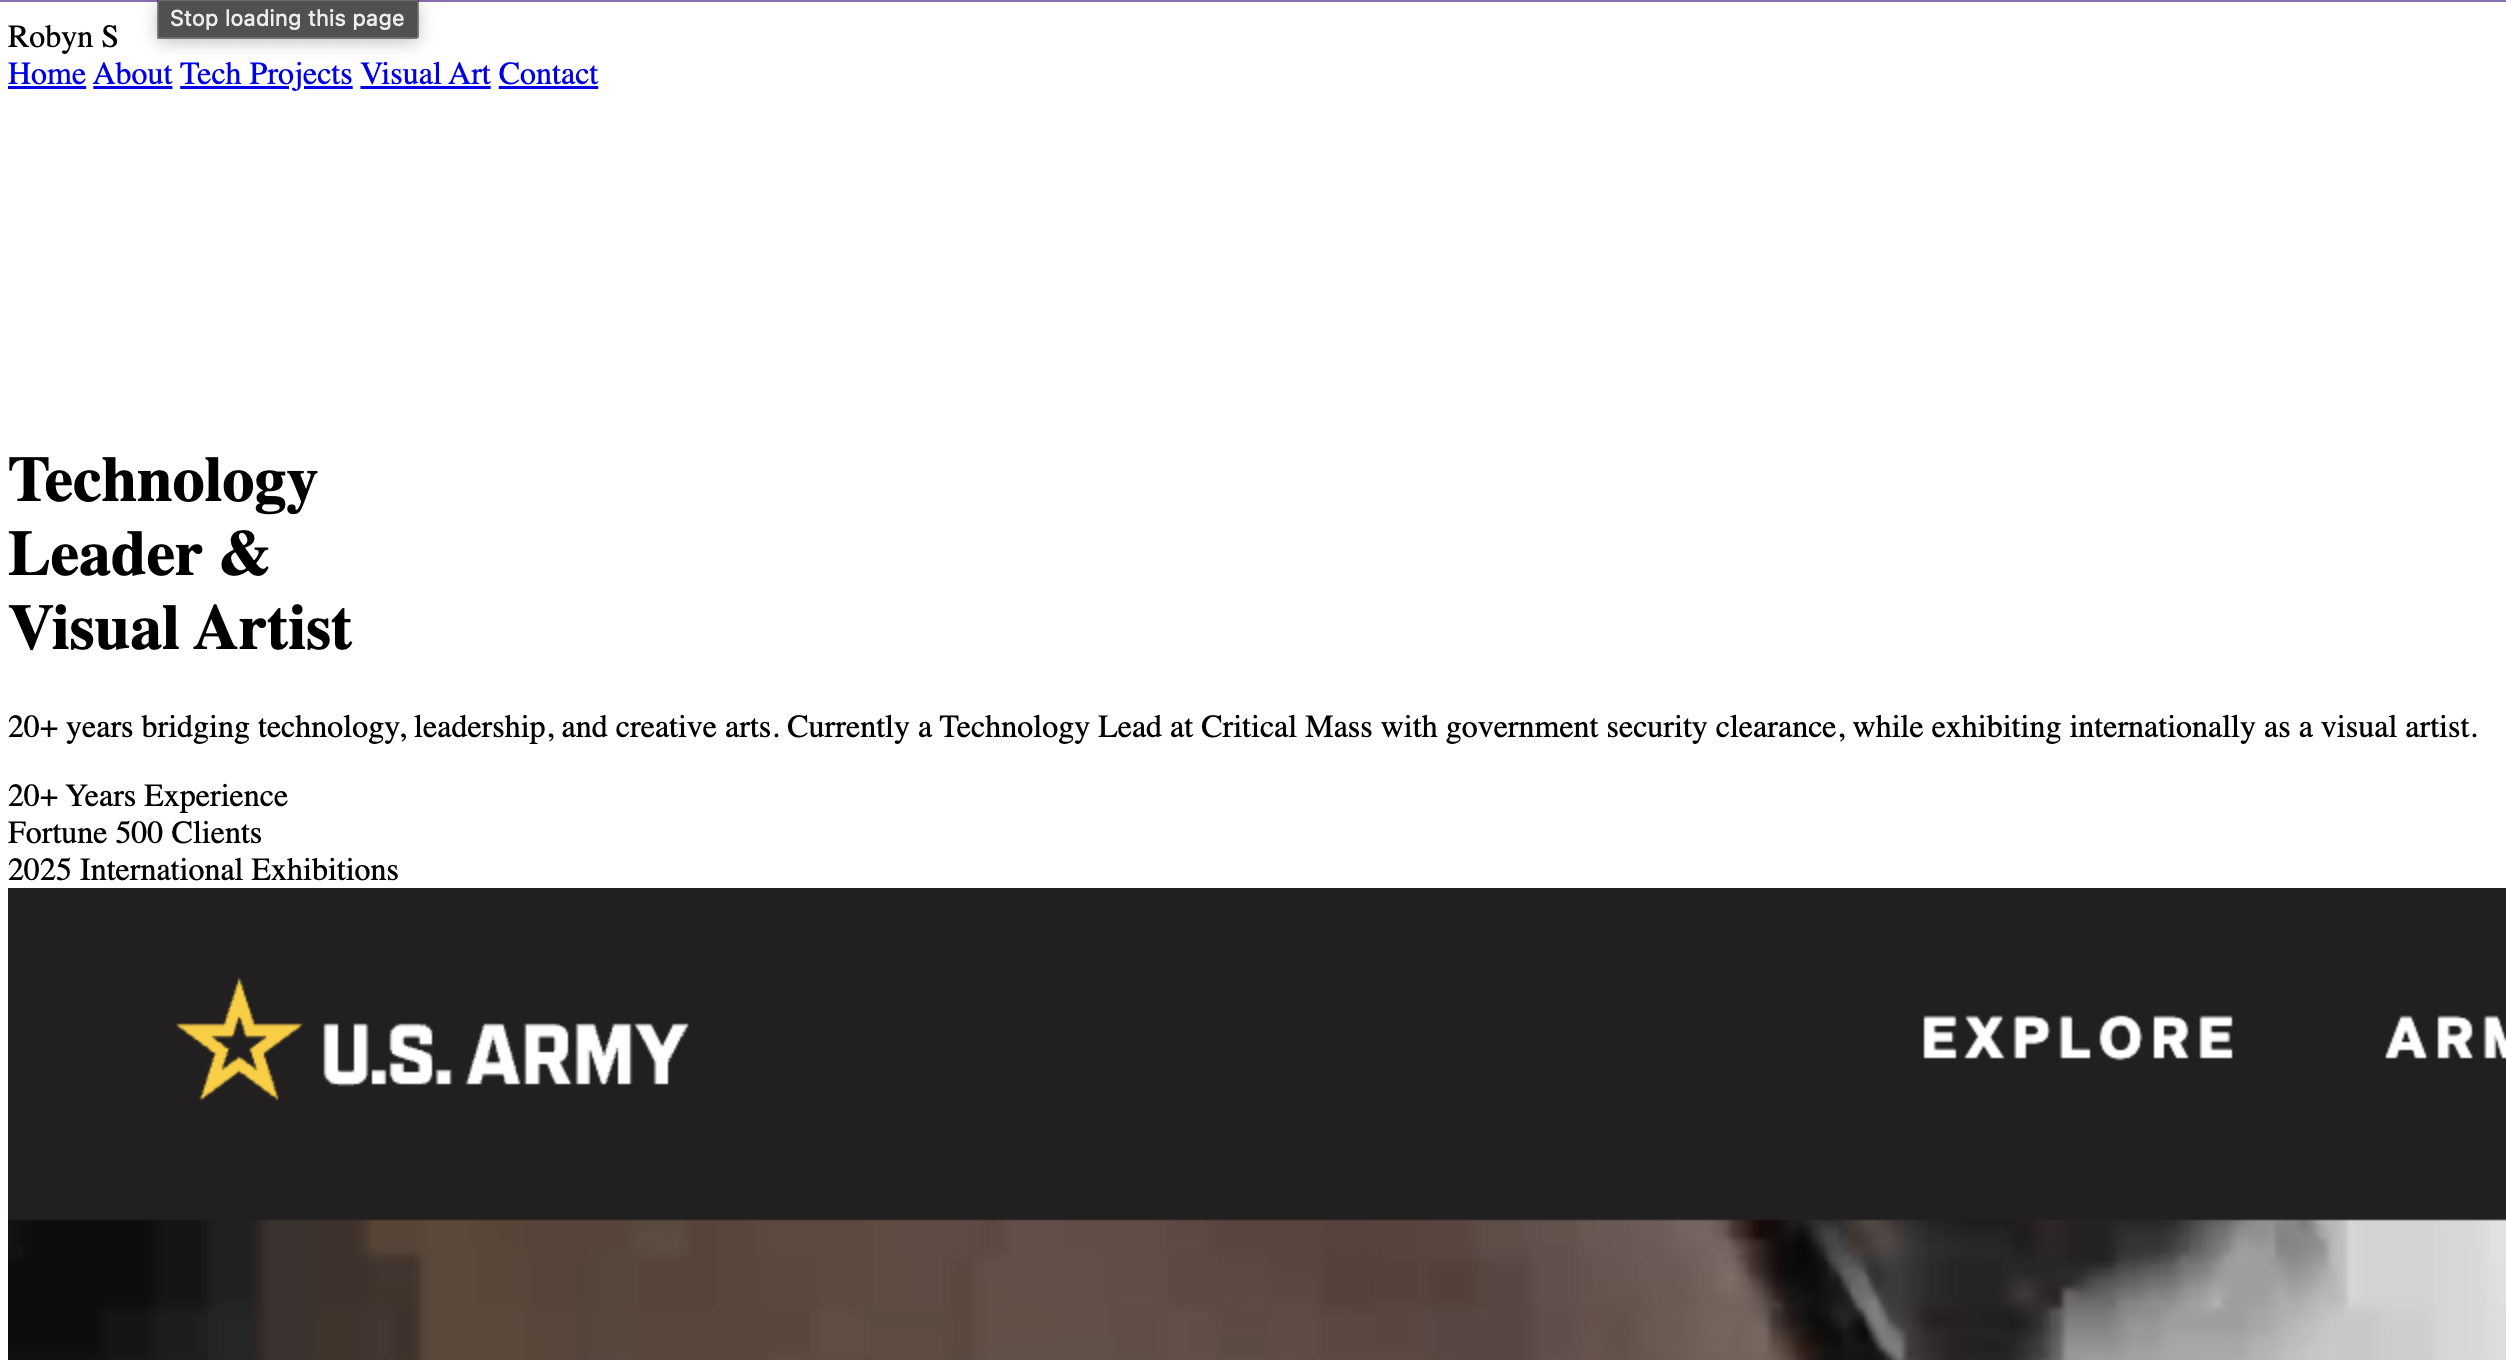 Stop loading this page
Robyn S
Home About Tech Projects Visual Art Contact
Technology
Leader &
Visual Artist
20+ years bridging technology, leadership, and creative arts. Currently a Technology Lead at Critical Mass with government security clearance, while exhibiting internationally as a visual artist.
20+ Years Experience
Fortune 500 Clients
2025 International Exhibitions
U.S. ARMY EXPLORE ARM